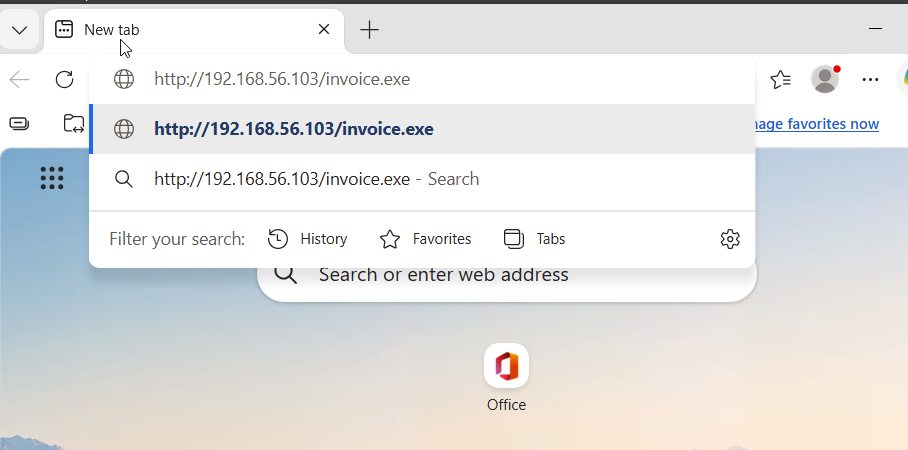 New tab
http://192.168.56.103/invoice.exe
http://192.168.56.103/invoice.exe
nage favorites now
http://192.168.56.103/invoice.exe - Search
Filter your search: History Favorites Tabs
Search or enter web address
Office